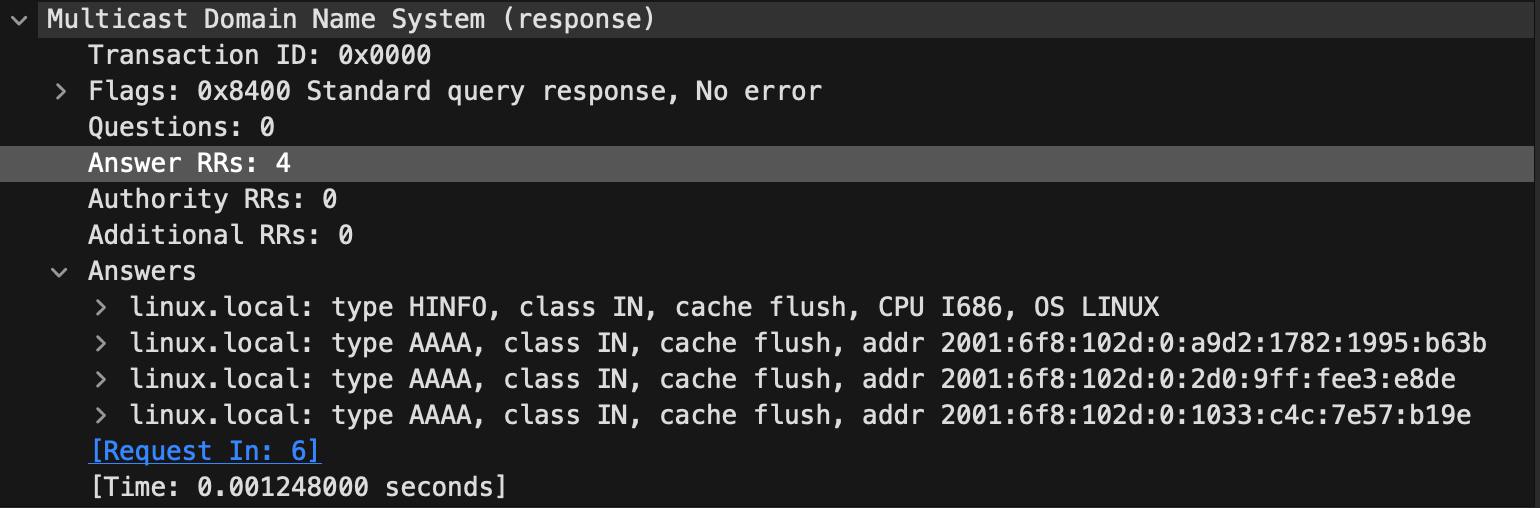 Multicast Domain Name System (response)
Transaction ID: 0x0000
Flags: 0x8400 Standard query response, No error
Questions: 0
Answer RRs: 4
Authority RRs: 0
Additional RRs: 0
Answers
linux.local: type HINFO, class IN, cache flush, CPU I686, OS LINUX
linux.local: type AAAA, class IN, cache flush, addr 2001:6f8:102d:0:a9d2:1782:1995:b63b
linux.local: type AAAA, class IN, cache flush, addr 2001:6f8:102d:0:2d0:9ff:fee3:e8de
linux.local: type AAAA, class IN, cache flush, addr 2001:6f8:102d:0:1033:c4c:7e57:b19e
[Request In: 6]
[Time: 0.001248000 seconds]